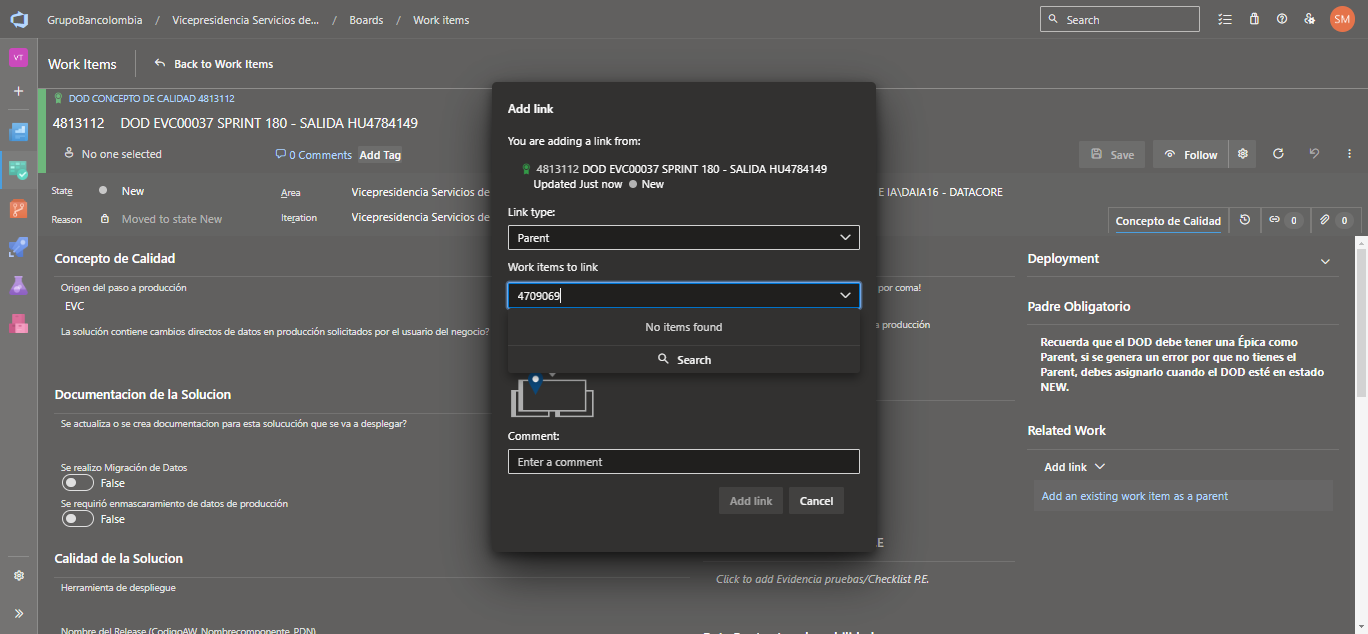 GrupoBancolombia / Vicepresidencia Servicios de... / Boards / Work items
Search
SM
VT
Work Items
Back to Work Items
DOD CONCEPTO DE CALIDAD 4813112
4813112 DOD EVC00037 SPRINT 180 - SALIDA HU4784149
No one selected
0 Comments
Add Tag
Save
Follow
State
New
Area
Vicepresidencia Servicios de
E IA\DAIA16 - DATACORE
Reason
Moved to state New
Iteration
Vicepresidencia Servicios de
Concepto de Calidad
0
0
Concepto de Calidad
Origen del paso a producción
EVC
La solución contiene cambios directos de datos en producción solicitados por el usuario del negocio?
Documentacion de la Solucion
Se actualiza o se crea documentacion para esta solucución que se va a desplegar?
Se realizo Migración de Datos
False
Se requirió enmascaramiento de datos de producción
False
Calidad de la Solucion
Herramienta de despliegue
Nombre del Release (CodigoAW_Nombrecomponente_PDN)
Add link
You are adding a link from:
4813112 DOD EVC00037 SPRINT 180 - SALIDA HU4784149
Updated Just now
New
Link type:
Parent
Work items to link
4709069
No items found
Search
Comment:
Enter a comment
Add link
Cancel
por coma!
a producción
E
Click to add Evidencia pruebas/Checklist P.E.
Deployment
Padre Obligatorio
Recuerda que el DOD debe tener una Épica como
Parent, si se genera un error por que no tienes el
Parent, debes asignarlo cuando el DOD esté en estado
NEW.
Related Work
Add link
Add an existing work item as a parent